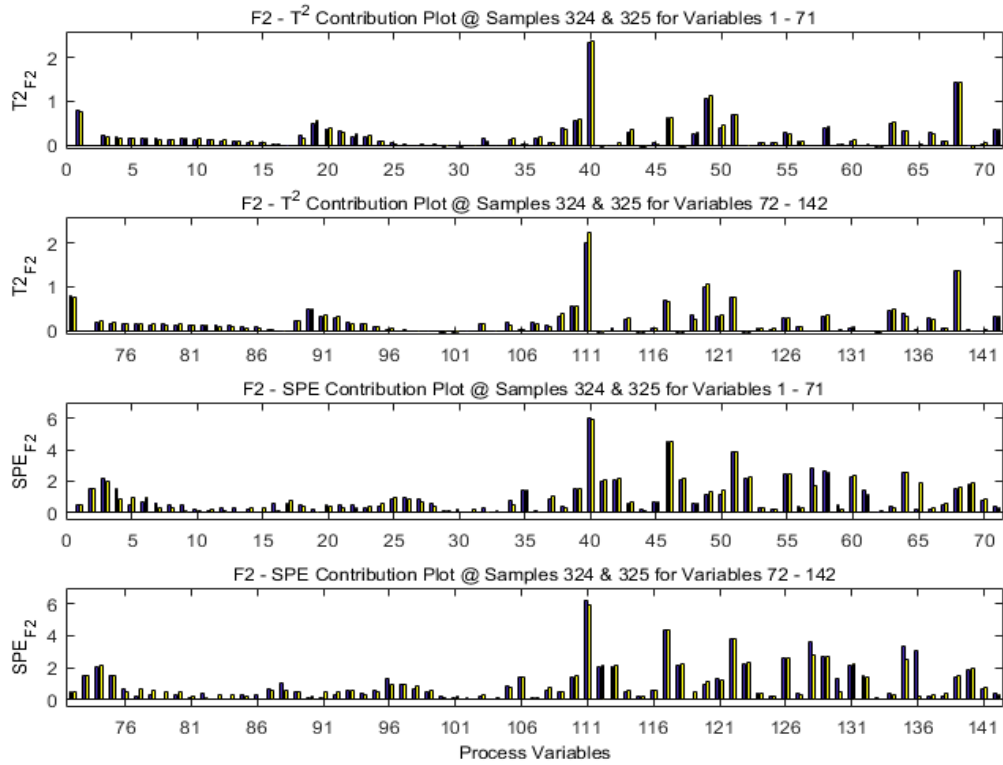 F2 - T² Contribution Plot @ Samples 324 & 325 for Variables 1 - 71
T2_F2
2
1
0
0 5 10 15 20 25 30 35 40 45 50 55 60 65 70
F2 - T² Contribution Plot @ Samples 324 & 325 for Variables 72 - 142
T2_F2
2
1
0
76 81 86 91 96 101 106 111 116 121 126 131 136 141
F2 - SPE Contribution Plot @ Samples 324 & 325 for Variables 1 - 71
SPE_F2
6
4
2
0
0 5 10 15 20 25 30 35 40 45 50 55 60 65 70
F2 - SPE Contribution Plot @ Samples 324 & 325 for Variables 72 - 142
SPE_F2
6
4
2
0
76 81 86 91 96 101 106 111 116 121 126 131 136 141
Process Variables